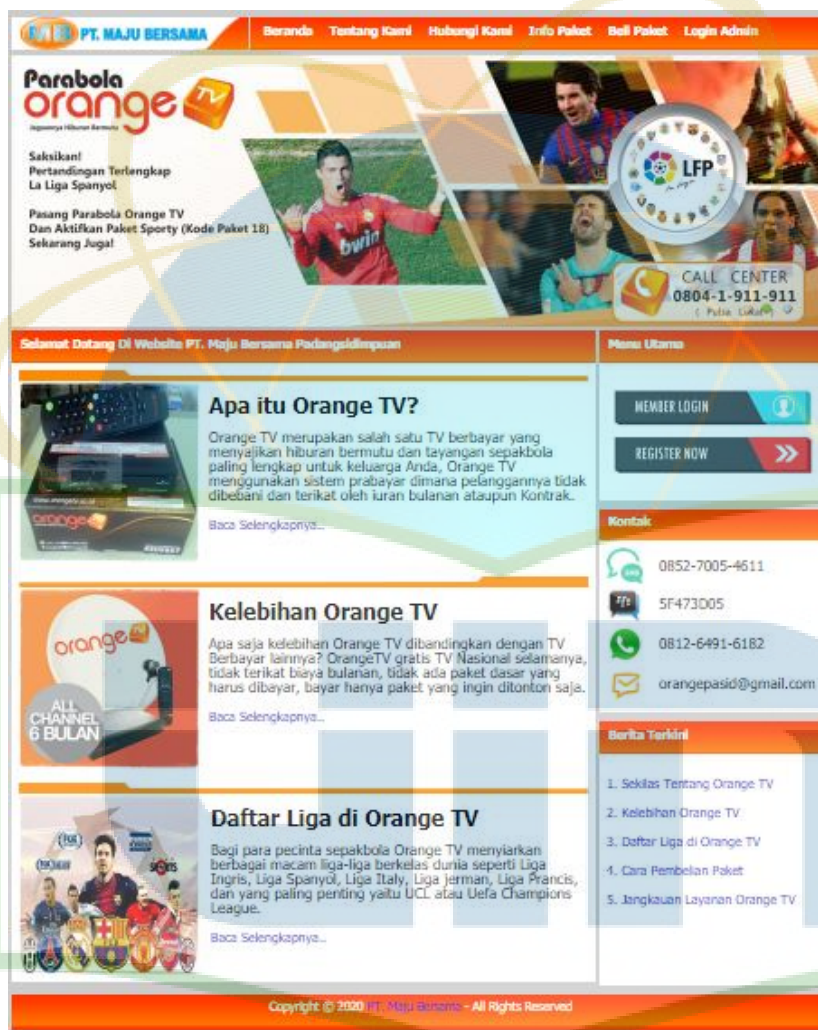 MB PT. MAJU BERSAMA
Beranda Tentang Kami Hubungi Kami Info Paket Beli Paket Login Admin
Parabola
orange TV
Saksikan!
Pertandingan Terlengkap
La Liga Spanyol
Pasang Parabola Orange TV
Dan Aktifkan Paket Sporty (Kode Paket 18)
Sekarang Juga!
bwin
LFP
CALL CENTER
0804-1-911-911
( Pulsa Lokal )
Selamat Datang Di Website PT. Maju Bersama Padangsidimpuan
Apa itu Orange TV?
Orange TV merupakan salah satu TV berbayar yang
menyajikan hiburan bermutu dan tayangan sepakbola
paling lengkap untuk keluarga Anda, Orange TV
menggunakan sistem prabayar dimana pelanggannya tidak
dibebani dan terikat oleh iuran bulanan ataupun Kontrak.
Baca Selengkapnya...
orange
Kelebihan Orange TV
Apa saja kelebihan Orange TV dibandingkan dengan TV
Berbayar lainnya? OrangeTV gratis TV Nasional selamanya,
tidak terikat biaya bulanan, tidak ada paket dasar yang
harus dibayar, bayar hanya paket yang ingin ditonton saja.
Baca Selengkapnya...
orange
ALL
CHANNEL
6 BULAN
Daftar Liga di Orange TV
Bagi para pecinta sepakbola Orange TV menyiarkan
berbagai macam liga-liga berkelas dunia seperti Liga
Ingris, Liga Spanyol, Liga Italy, Liga jerman, Liga Prancis,
dan yang paling penting yaitu UCL atau Uefa Champions
League.
Baca Selengkapnya...
Menu Utama
MEMBER LOGIN
REGISTER NOW
Kontak
0852-7005-4611
5F473D05
0812-6491-6182
orangepasid@gmail.com
Berita Terkini
1. Sekilas Tentang Orange TV
2. Kelebihan Orange TV
3. Daftar Liga di Orange TV
4. Cara Pembelian Paket
5. Jangkauan Layanan Orange TV
Copyright © 2020 PT. Maju Bersama - All Rights Reserved